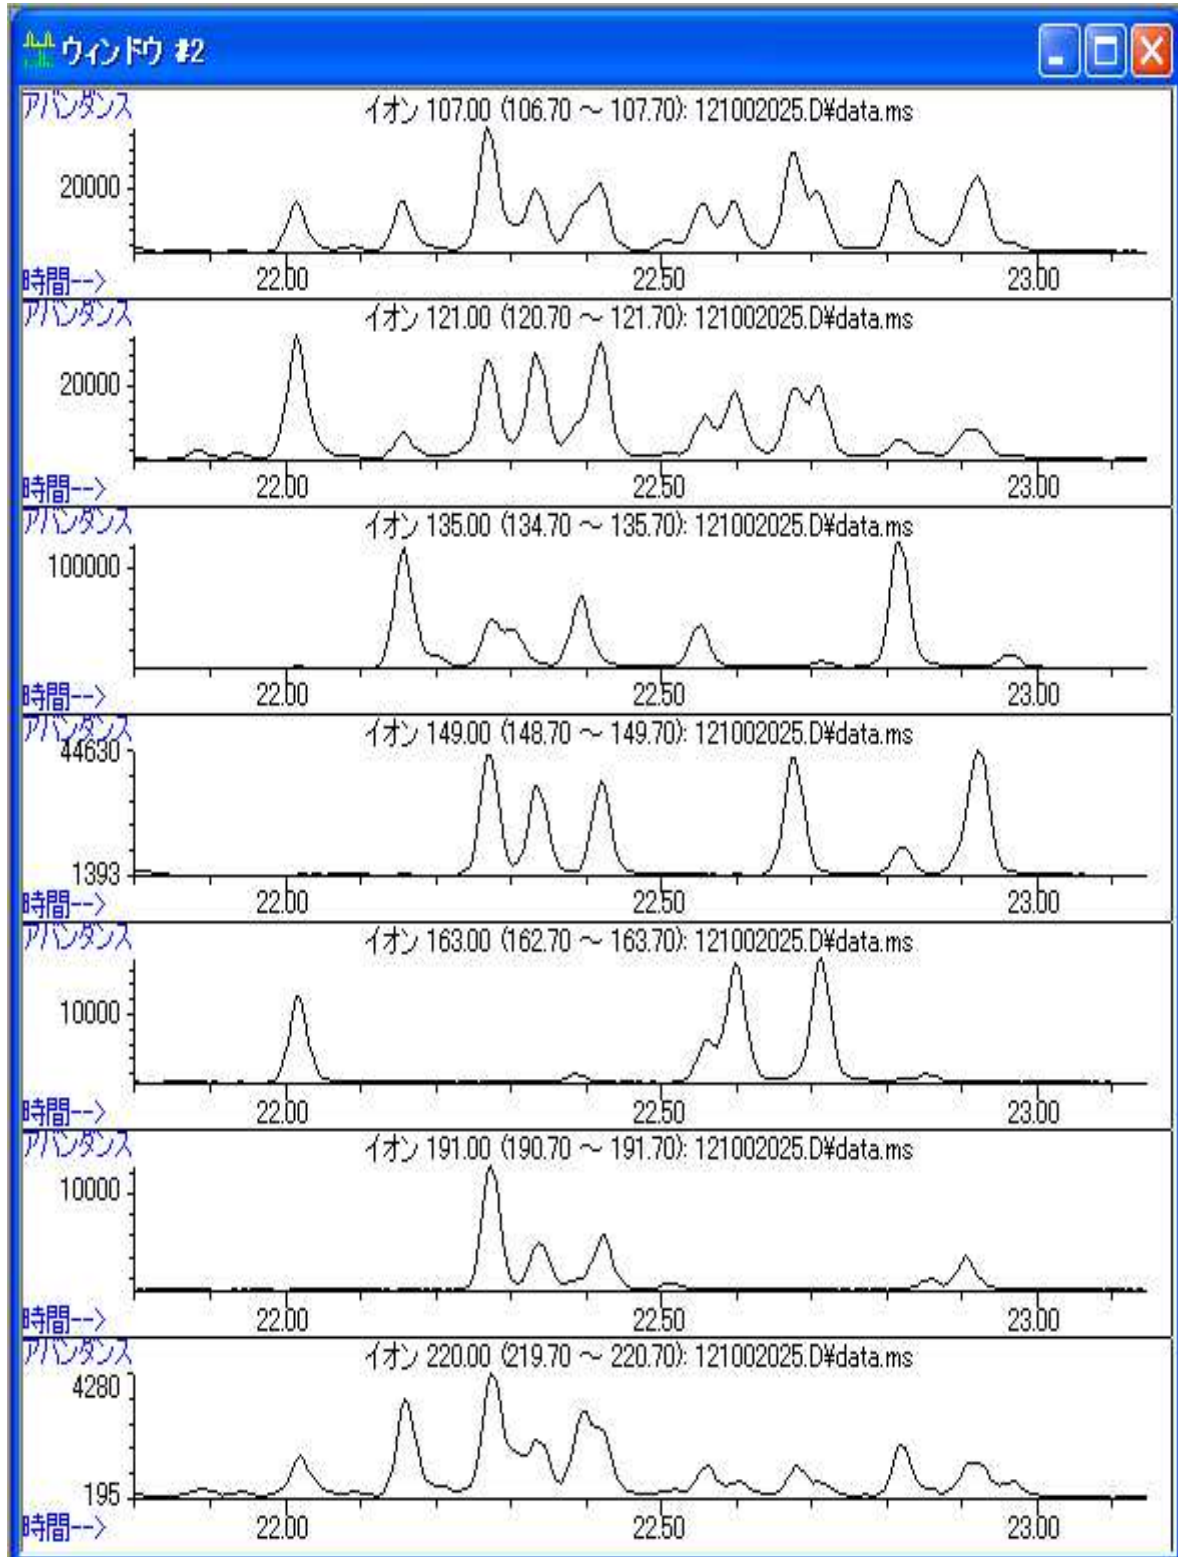 ウィンドウ #2
アバンダンス
イオン 107.00 (106.70 ～ 107.70): 121002025.D¥data.ms
20000
時間-->
22.00 22.50 23.00
アバンダンス
イオン 121.00 (120.70 ～ 121.70): 121002025.D¥data.ms
20000
時間-->
22.00 22.50 23.00
アバンダンス
イオン 135.00 (134.70 ～ 135.70): 121002025.D¥data.ms
100000
時間-->
22.00 22.50 23.00
アバンダンス
イオン 149.00 (148.70 ～ 149.70): 121002025.D¥data.ms
44630
1393
時間-->
22.00 22.50 23.00
アバンダンス
イオン 163.00 (162.70 ～ 163.70): 121002025.D¥data.ms
10000
時間-->
22.00 22.50 23.00
アバンダンス
イオン 191.00 (190.70 ～ 191.70): 121002025.D¥data.ms
10000
時間-->
22.00 22.50 23.00
アバンダンス
イオン 220.00 (219.70 ～ 220.70): 121002025.D¥data.ms
4280
195
時間-->
22.00 22.50 23.00